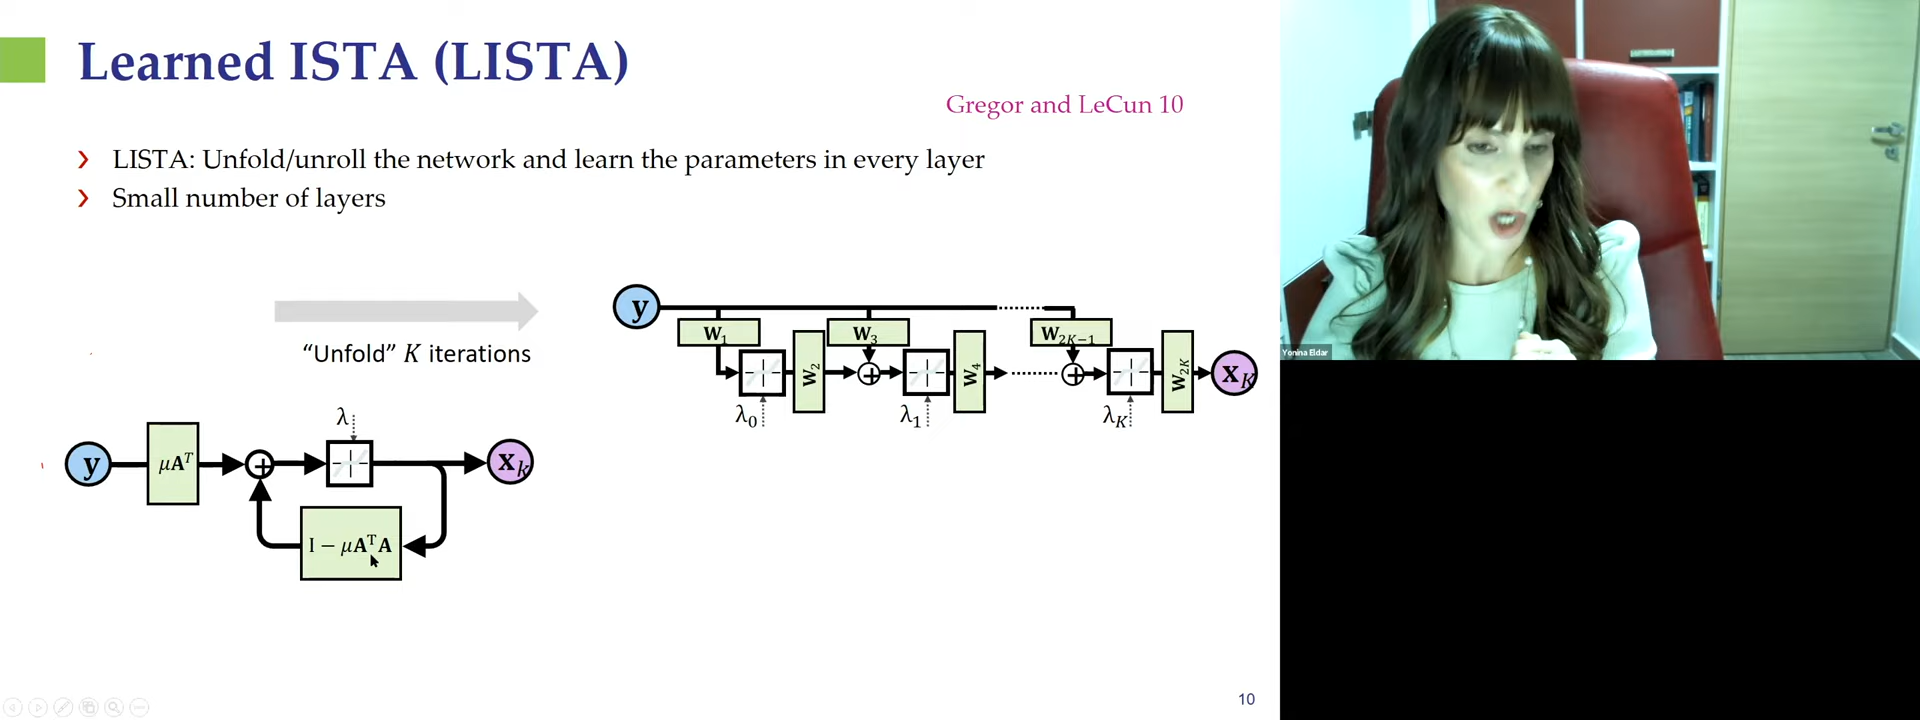 Learned ISTA (LISTA)
Gregor and LeCun 10
LISTA: Unfold/unroll the network and learn the parameters in every layer
Small number of layers
"Unfold" K iterations
y
W₁
W₃
W₂ₖ₋₁
W₂
W₄
W₂ₖ
xₖ
λ₀
λ₁
λₖ
λ
y
μAᵀ
xₖ
I − μAᵀA
10
Yonina Eldar